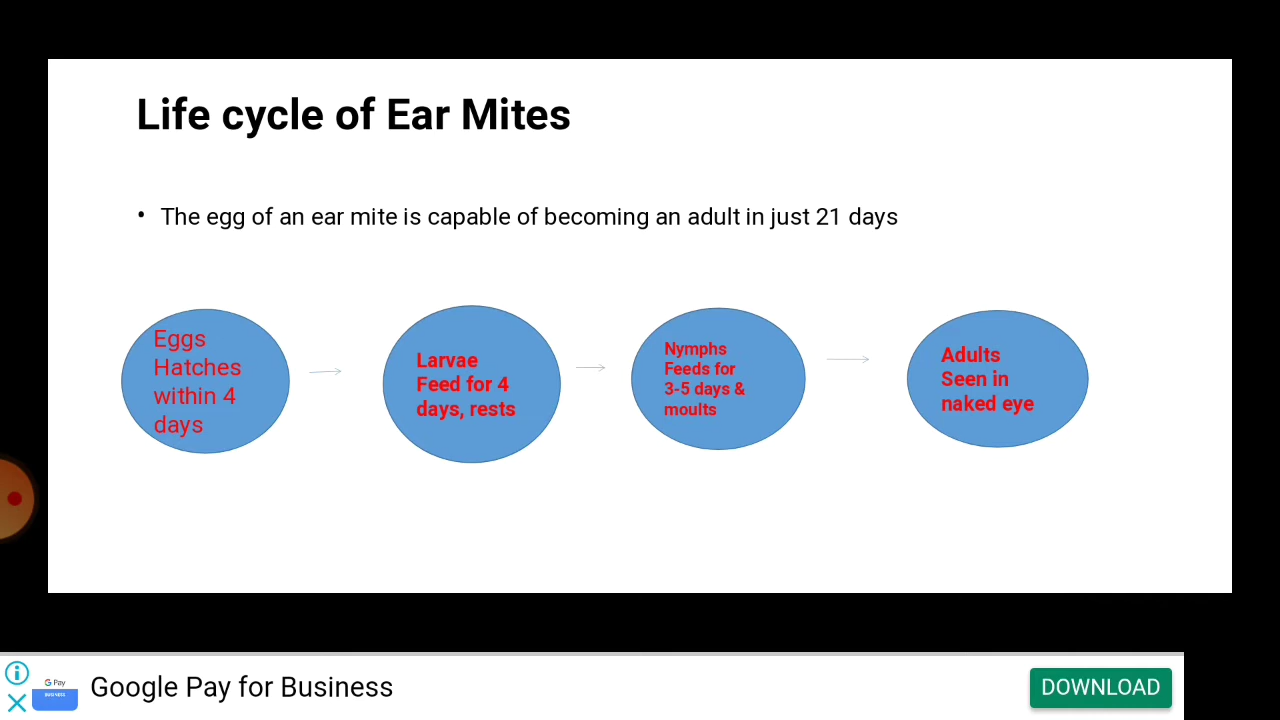 Life cycle of Ear Mites
• The egg of an ear mite is capable of becoming an adult in just 21 days
Eggs
Hatches
within 4
days
Larvae
Feed for 4
days, rests
Nymphs
Feeds for
3-5 days &
moults
Adults
Seen in
naked eye
G Pay
BUSINESS
Google Pay for Business
DOWNLOAD